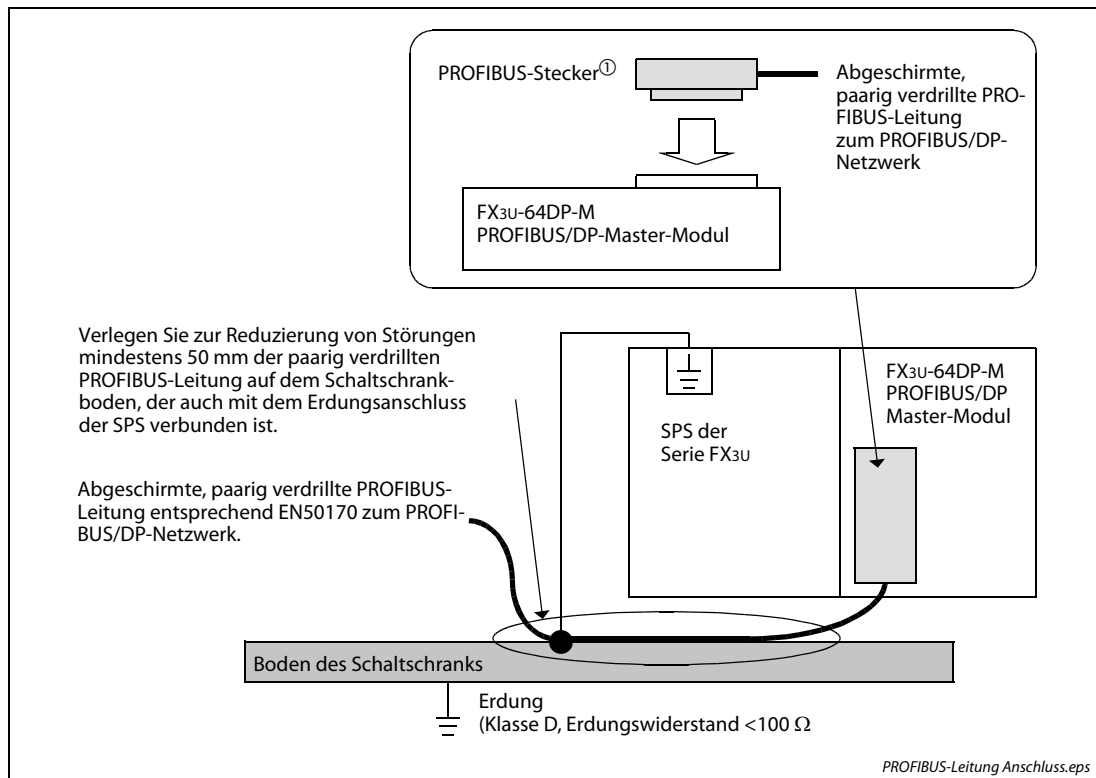 PROFIBUS-Stecker①
Abgeschirmte,
paarig verdrillte PRO-
FIBUS-Leitung
zum PROFIBUS/DP-
Netzwerk
FX3U-64DP-M
PROFIBUS/DP-Master-Modul
Verlegen Sie zur Reduzierung von Störungen
mindestens 50 mm der paarig verdrillten
PROFIBUS-Leitung auf dem Schaltschrank-
boden, der auch mit dem Erdungsanschluss
der SPS verbunden ist.
FX3U-64DP-M
PROFIBUS/DP
Master-Modul
SPS der
Serie FX3U
Abgeschirmte, paarig verdrillte PROFIBUS-
Leitung entsprechend EN50170 zum PROFI-
BUS/DP-Netzwerk.
Boden des Schaltschranks
Erdung
(Klasse D, Erdungswiderstand <100 Ω
PROFIBUS-Leitung Anschluss.eps